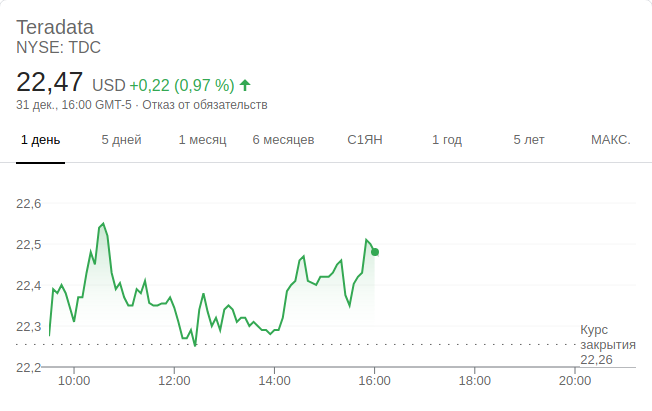 Teradata
NYSE: TDC
22,47 USD +0,22 (0,97 %)
31 дек., 16:00 GMT-5 · Отказ от обязательств
1 день 5 дней 1 месяц 6 месяцев С1ЯН 1 год 5 лет МАКС.
22,6
22,5
22,4
22,3
Курс
закрытия
22,26
22,2
10:00 12:00 14:00 16:00 18:00 20:00